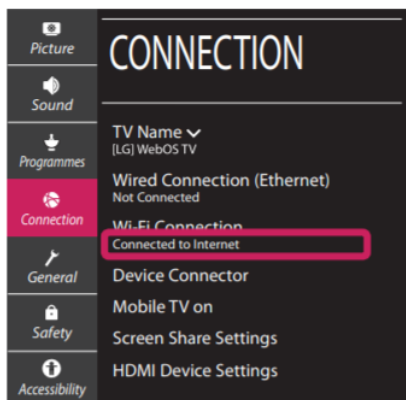 Picture
Sound
Programmes
Connection
General
Safety
Accessibility
CONNECTION
TV Name
[LG] WebOS TV
Wired Connection (Ethernet)
Not Connected
Wi-Fi Connection
Connected to Internet
Device Connector
Mobile TV on
Screen Share Settings
HDMI Device Settings